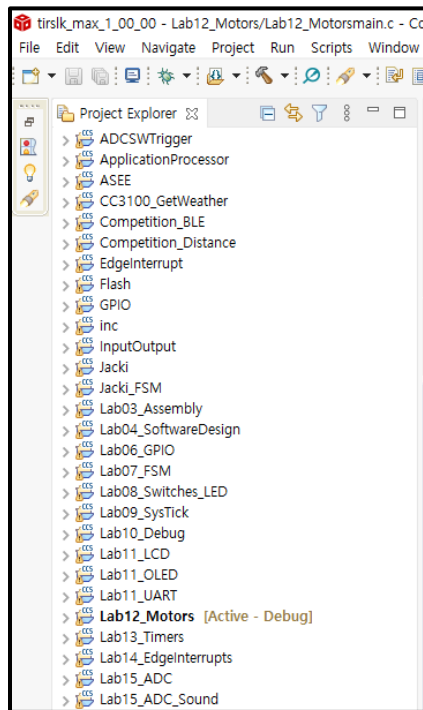 tirslk_max_1_00_00 - Lab12_Motors/Lab12_Motorsmain.c - Co
File Edit View Navigate Project Run Scripts Window
Project Explorer
ADCSWTrigger
ApplicationProcessor
ASEE
CC3100_GetWeather
Competition_BLE
Competition_Distance
EdgeInterrupt
Flash
GPIO
inc
InputOutput
Jacki
Jacki_FSM
Lab03_Assembly
Lab04_SoftwareDesign
Lab06_GPIO
Lab07_FSM
Lab08_Switches_LED
Lab09_SysTick
Lab10_Debug
Lab11_LCD
Lab11_OLED
Lab11_UART
Lab12_Motors [Active - Debug]
Lab13_Timers
Lab14_EdgeInterrupts
Lab15_ADC
Lab15_ADC_Sound